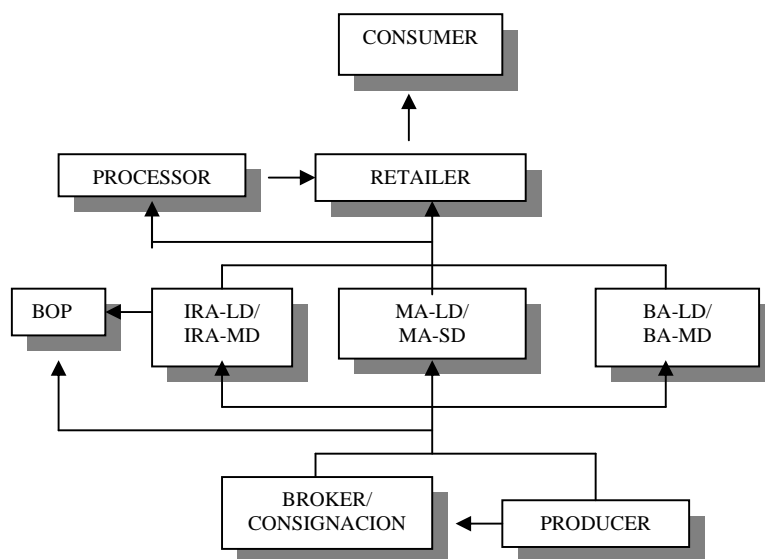 CONSUMER
PROCESSOR
RETAILER
BOP
IRA-LD/
IRA-MD
MA-LD/
MA-SD
BA-LD/
BA-MD
BROKER/
CONSIGNACION
PRODUCER